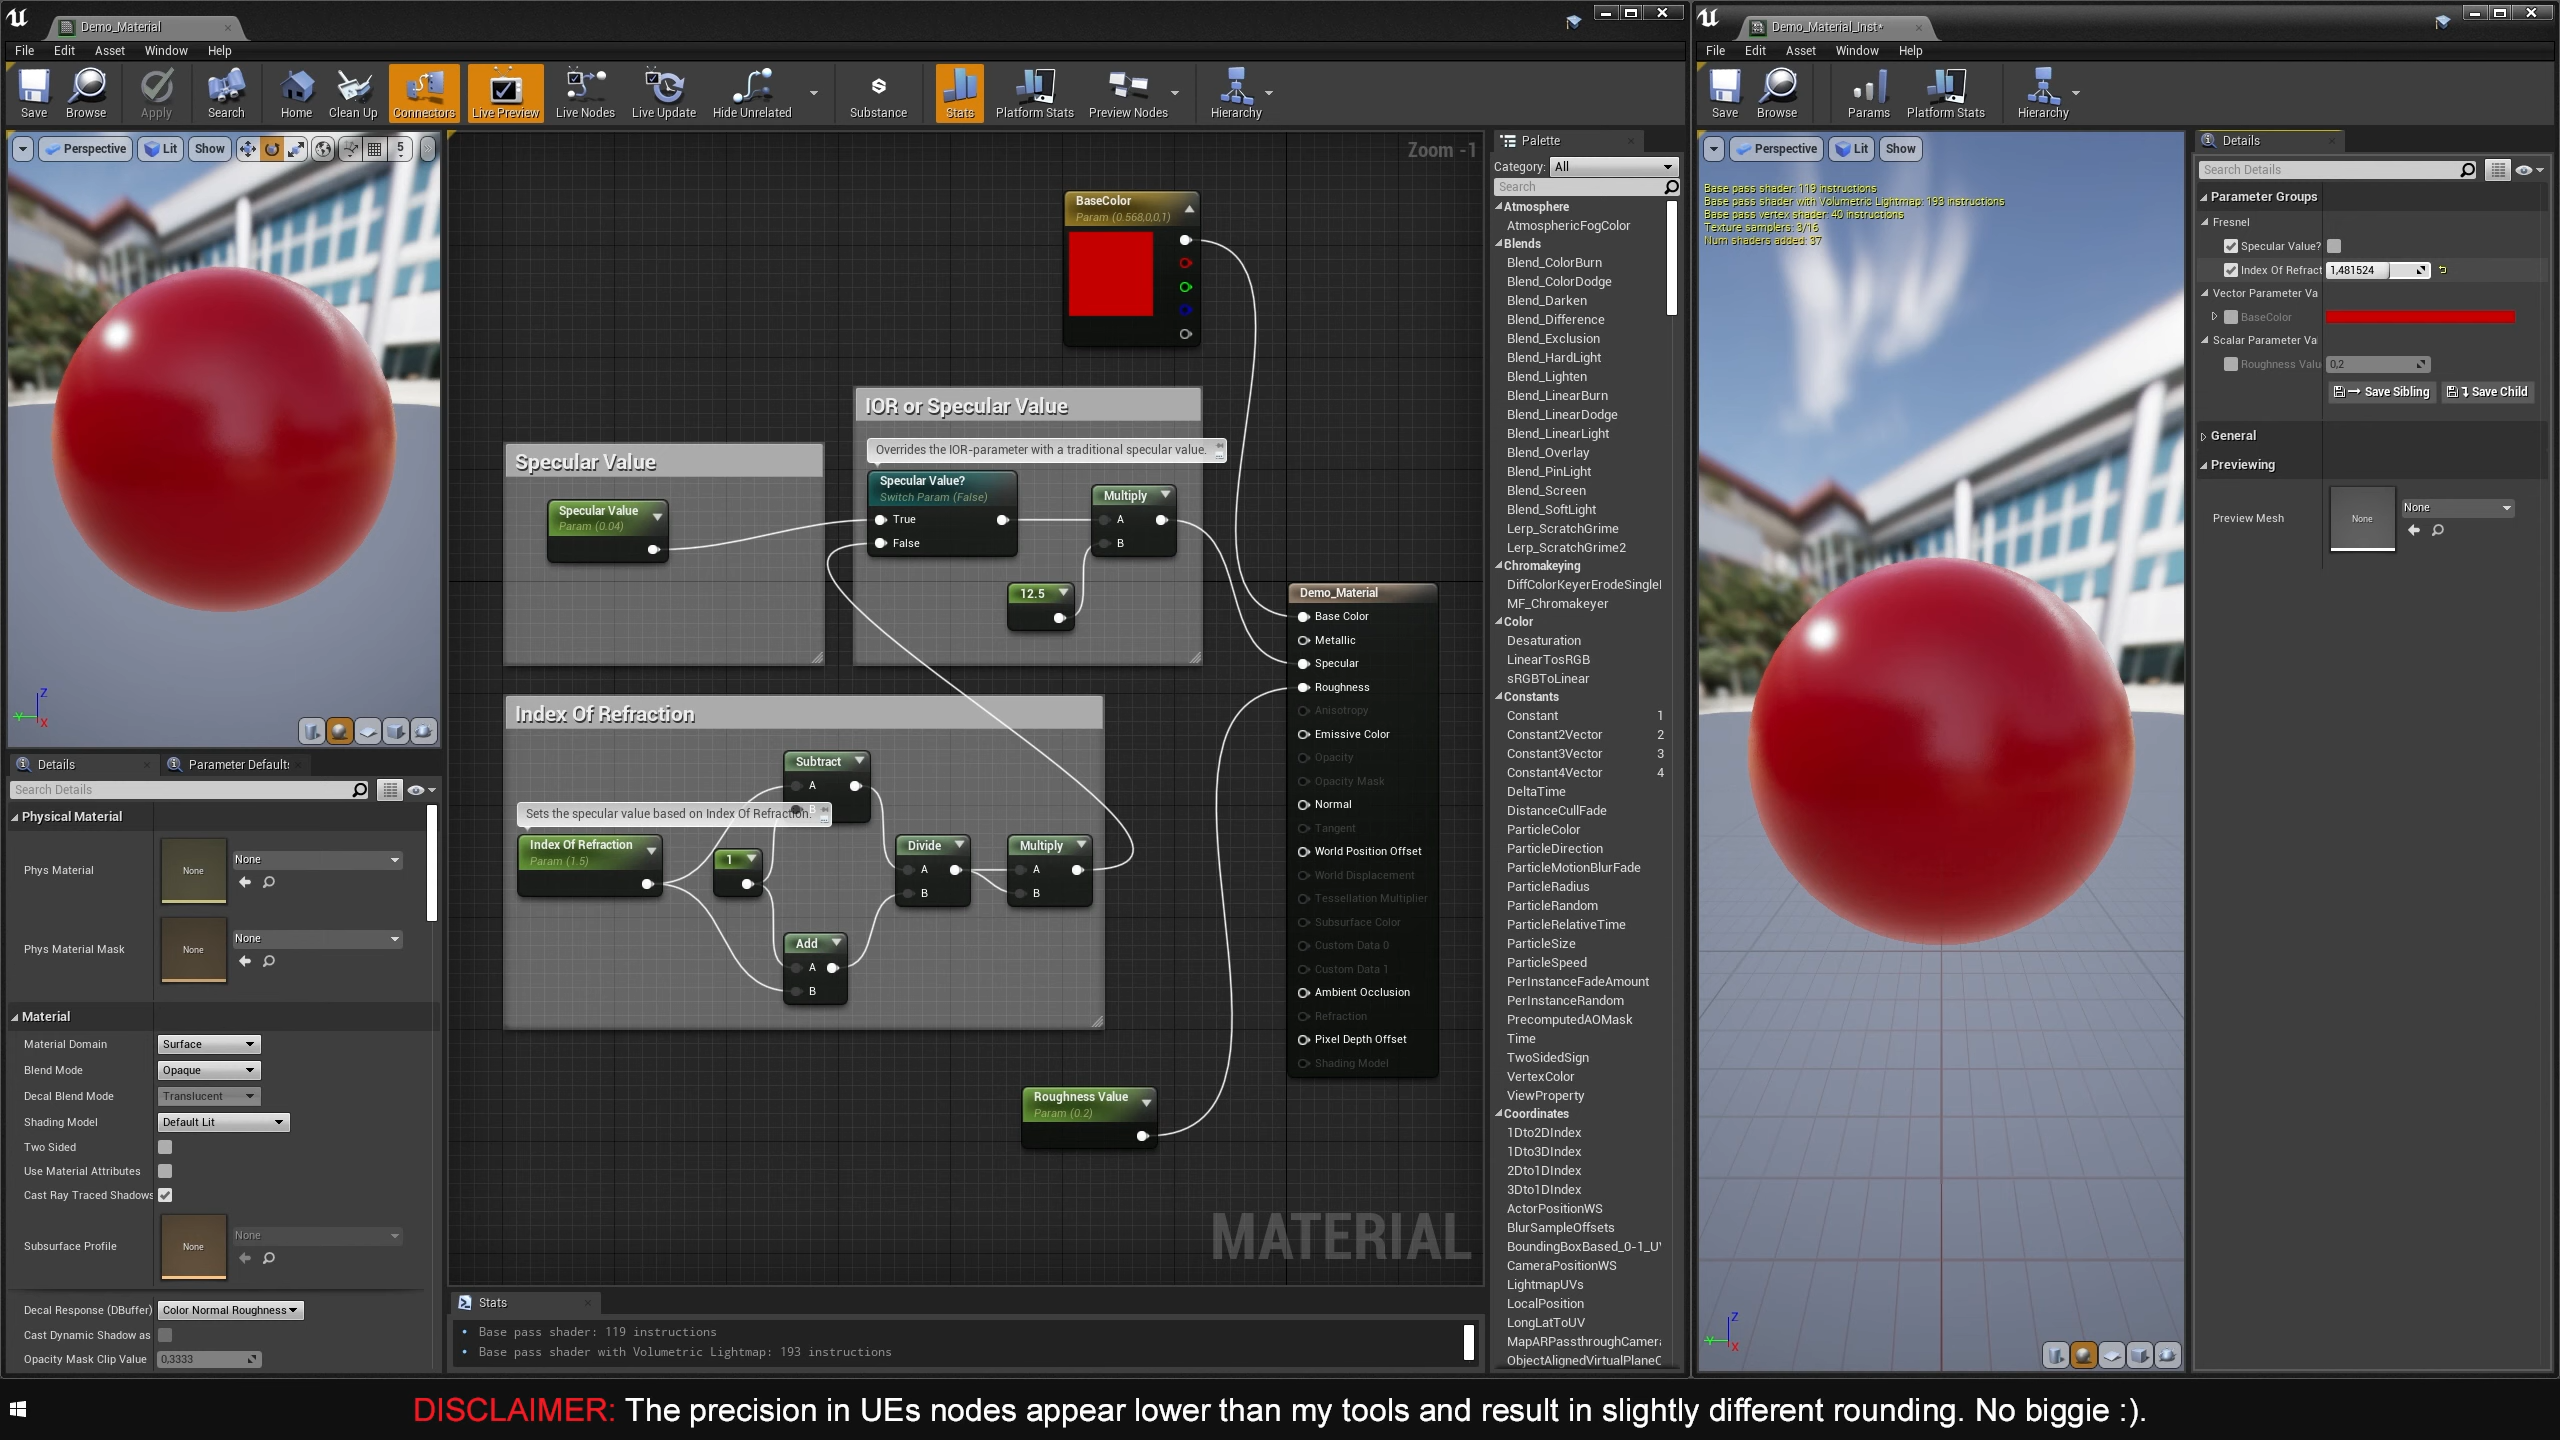 Demo_Material
File Edit Asset Window Help
Save Browse Apply Search Home Clean Up Connectors Live Preview Live Nodes Live Update Hide Unrelated Substance Stats Platform Stats Preview Nodes Hierarchy
Perspective Lit Show 5
Details Parameter Default
Search Details
Physical Material
Phys Material None None
Phys Material Mask None None
Material
Material Domain Surface
Blend Mode Opaque
Decal Blend Mode Translucent
Shading Model Default Lit
Two Sided
Use Material Attributes
Cast Ray Traced Shadows
Subsurface Profile None None
Decal Response (DBuffer) Color Normal Roughness
Cast Dynamic Shadow as
Opacity Mask Clip Value 0,3333
Z
Y X
Zoom -1
BaseColor
Param (0.568,0,0,1)
IOR or Specular Value
Overrides the IOR-parameter with a traditional specular value.
Specular Value?
Switch Param (False)
True
False
Multiply
A
B
12.5
Specular Value
Specular Value
Param (0.04)
Index Of Refraction
Subtract
A
B
Sets the specular value based on Index Of Refraction.
Index Of Refraction
Param (1.5)
1
Divide
A
B
Multiply
A
B
Add
A
B
Roughness Value
Param (0.2)
Demo_Material
Base Color
Metallic
Specular
Roughness
Anisotropy
Emissive Color
Opacity
Opacity Mask
Normal
Tangent
World Position Offset
World Displacement
Tessellation Multiplier
Subsurface Color
Custom Data 0
Custom Data 1
Ambient Occlusion
Refraction
Pixel Depth Offset
Shading Model
MATERIAL
Stats
Base pass shader: 119 instructions
Base pass shader with Volumetric Lightmap: 193 instructions
Palette
Category: All
Search
Atmosphere
AtmosphericFogColor
Blends
Blend_ColorBurn
Blend_ColorDodge
Blend_Darken
Blend_Difference
Blend_Exclusion
Blend_HardLight
Blend_Lighten
Blend_LinearBurn
Blend_LinearDodge
Blend_LinearLight
Blend_Overlay
Blend_PinLight
Blend_Screen
Blend_SoftLight
Lerp_ScratchGrime
Lerp_ScratchGrime2
Chromakeying
DiffColorKeyerErodeSingle
MF_Chromakeyer
Color
Desaturation
LinearTosRGB
sRGBToLinear
Constants
Constant 1
Constant2Vector 2
Constant3Vector 3
Constant4Vector 4
DeltaTime
DistanceCullFade
ParticleColor
ParticleDirection
ParticleMotionBlurFade
ParticleRadius
ParticleRandom
ParticleRelativeTime
ParticleSize
ParticleSpeed
PerInstanceFadeAmount
PerInstanceRandom
PrecomputedAOMask
Time
TwoSidedSign
VertexColor
ViewProperty
Coordinates
1Dto2DIndex
1Dto3DIndex
2Dto1DIndex
3Dto1DIndex
ActorPositionWS
BlurSampleOffsets
BoundingBoxBased_0-1_U
CameraPositionWS
LightmapUVs
LocalPosition
LongLatToUV
MapARPassthroughCamer
ObjectAlignedVirtualPlane
Demo_Material_Inst*
File Edit Asset Window Help
Save Browse Params Platform Stats Hierarchy
Perspective Lit Show
Base pass shader: 119 instructions
Base pass shader with Volumetric Lightmap: 193 instructions
Base pass vertex shader: 40 instructions
Texture samplers: 3/16
Num shaders added: 37
Z
Y X
Details
Search Details
Parameter Groups
Fresnel
Specular Value?
Index Of Refract 1,481524
Vector Parameter Va
BaseColor
Scalar Parameter Va
Roughness Valu 0,2
Save Sibling Save Child
General
Previewing
Preview Mesh None None
DISCLAIMER: The precision in UEs nodes appear lower than my tools and result in slightly different rounding. No biggie :).